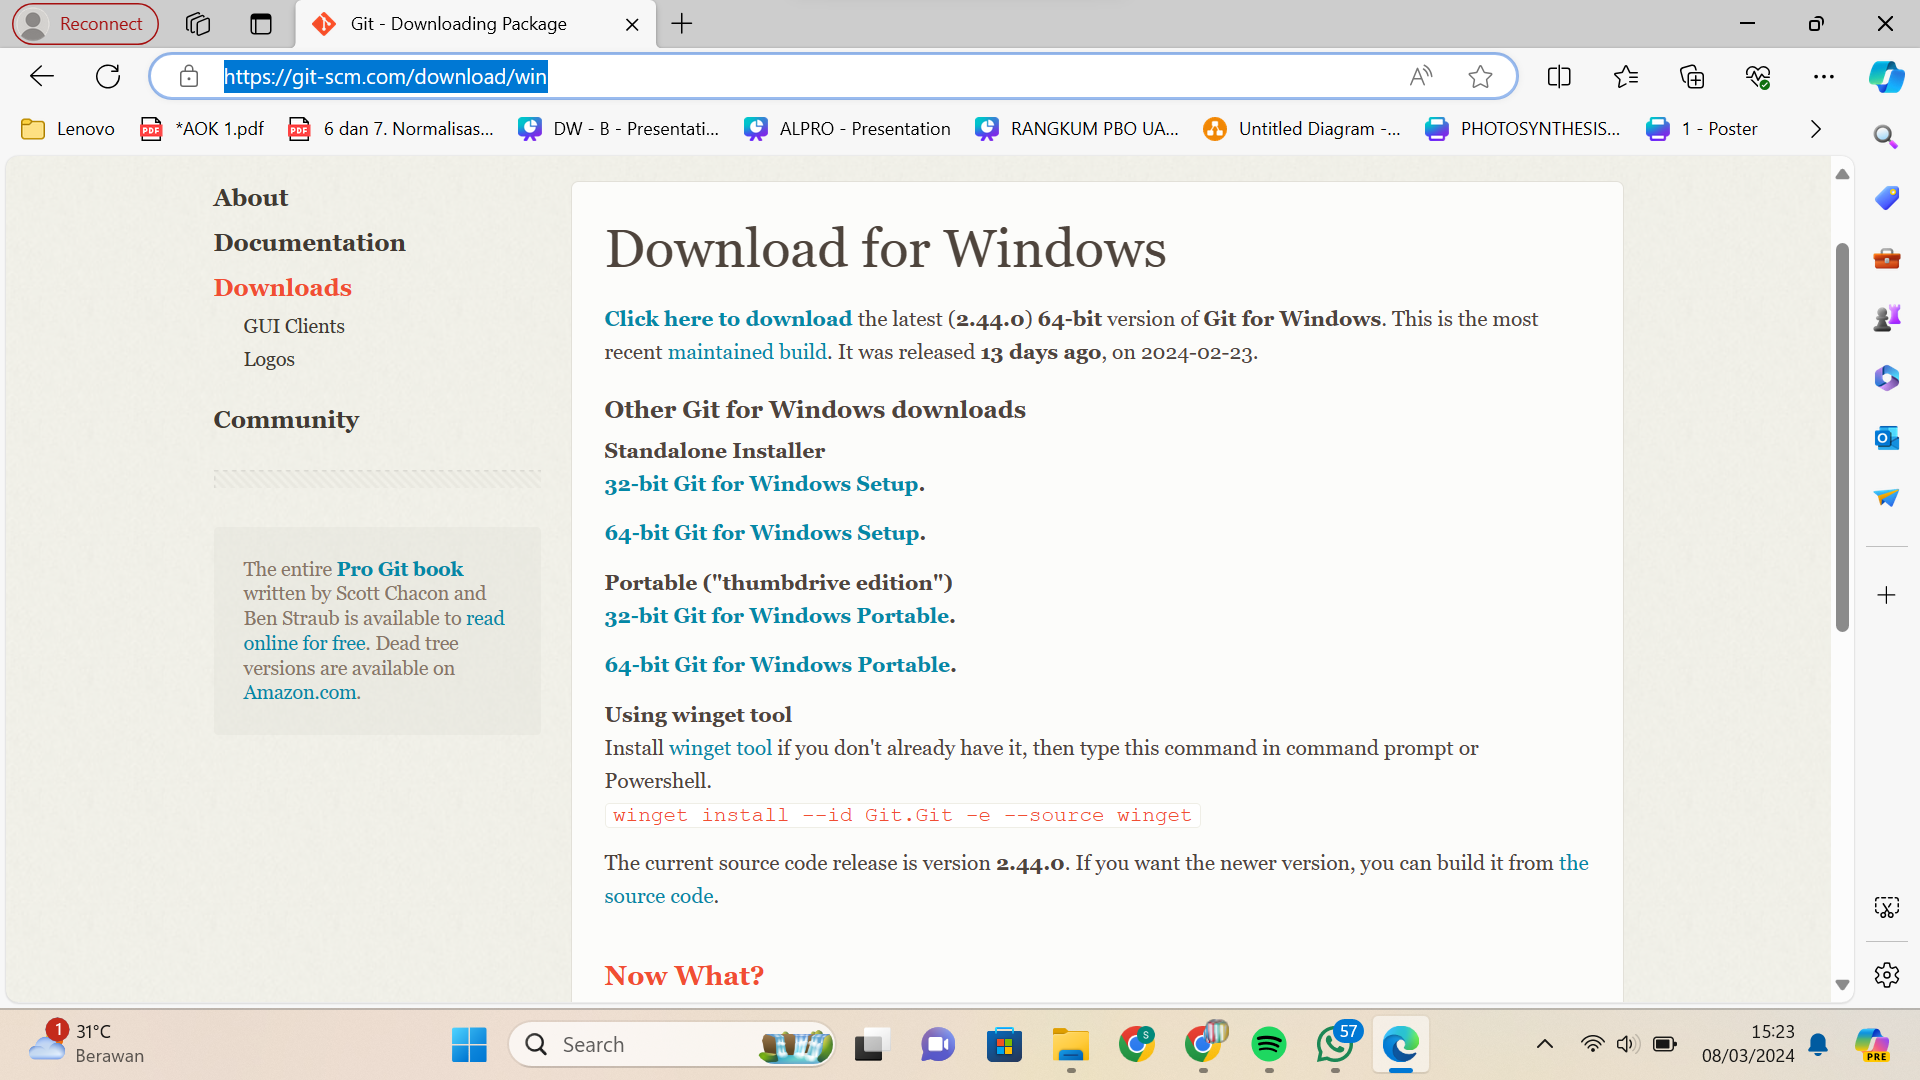 Reconnect
Git - Downloading Package
https://git-scm.com/download/win
Lenovo
*AOK 1.pdf
6 dan 7. Normalisas...
DW - B - Presentati...
ALPRO - Presentation
RANGKUM PBO UA...
Untitled Diagram -...
PHOTOSYNTHESIS...
1 - Poster
About
Documentation
Downloads
GUI Clients
Logos
Community
The entire Pro Git book
written by Scott Chacon and
Ben Straub is available to read
online for free. Dead tree
versions are available on
Amazon.com.
Download for Windows
Click here to download the latest (2.44.0) 64-bit version of Git for Windows. This is the most
recent maintained build. It was released 13 days ago, on 2024-02-23.
Other Git for Windows downloads
Standalone Installer
32-bit Git for Windows Setup.
64-bit Git for Windows Setup.
Portable ("thumbdrive edition")
32-bit Git for Windows Portable.
64-bit Git for Windows Portable.
Using winget tool
Install winget tool if you don't already have it, then type this command in command prompt or
Powershell.
winget install --id Git.Git -e --source winget
The current source code release is version 2.44.0. If you want the newer version, you can build it from the
source code.
Now What?
1
31°C
Berawan
Search
S
57
15:23
08/03/2024
PRE